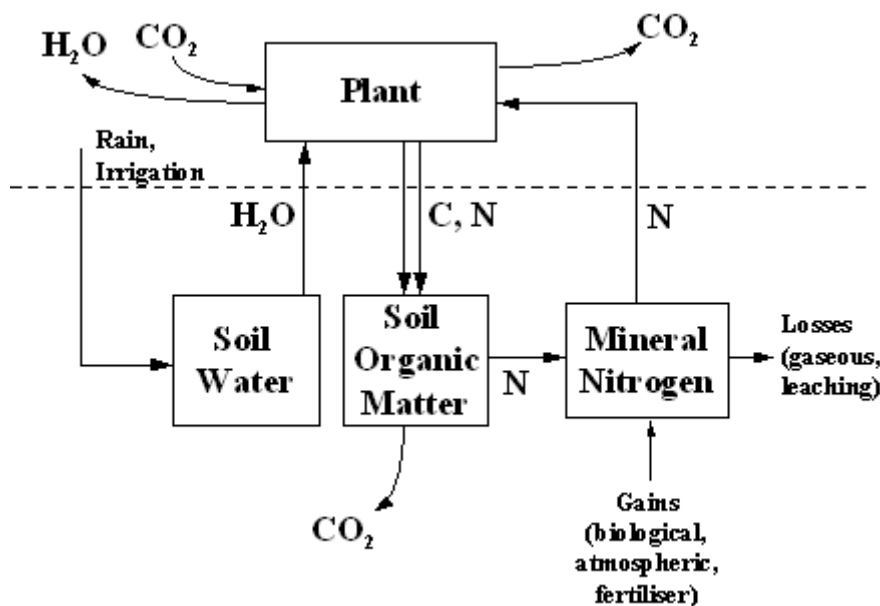 H₂O
CO₂
CO₂
Plant
Rain,
Irrigation
H₂O
C, N
N
Soil
Water
Soil
Organic
Matter
N
Mineral
Nitrogen
Losses
(gaseous,
leaching)
CO₂
Gains
(biological,
atmospheric,
fertiliser)